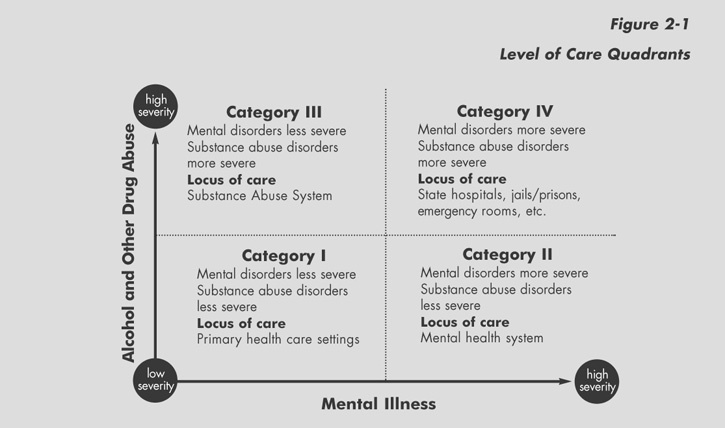 Figure 2-1
Level of Care Quadrants
high
severity
Alcohol and Other Drug Abuse
Category III
Mental disorders less severe
Substance abuse disorders
more severe
Locus of care
Substance Abuse System
Category IV
Mental disorders more severe
Substance abuse disorders
more severe
Locus of care
State hospitals, jails/prisons,
emergency rooms, etc.
Category I
Mental disorders less severe
Substance abuse disorders
less severe
Locus of care
Primary health care settings
Category II
Mental disorders more severe
Substance abuse disorders
less severe
Locus of care
Mental health system
low
severity
high
severity
Mental Illness